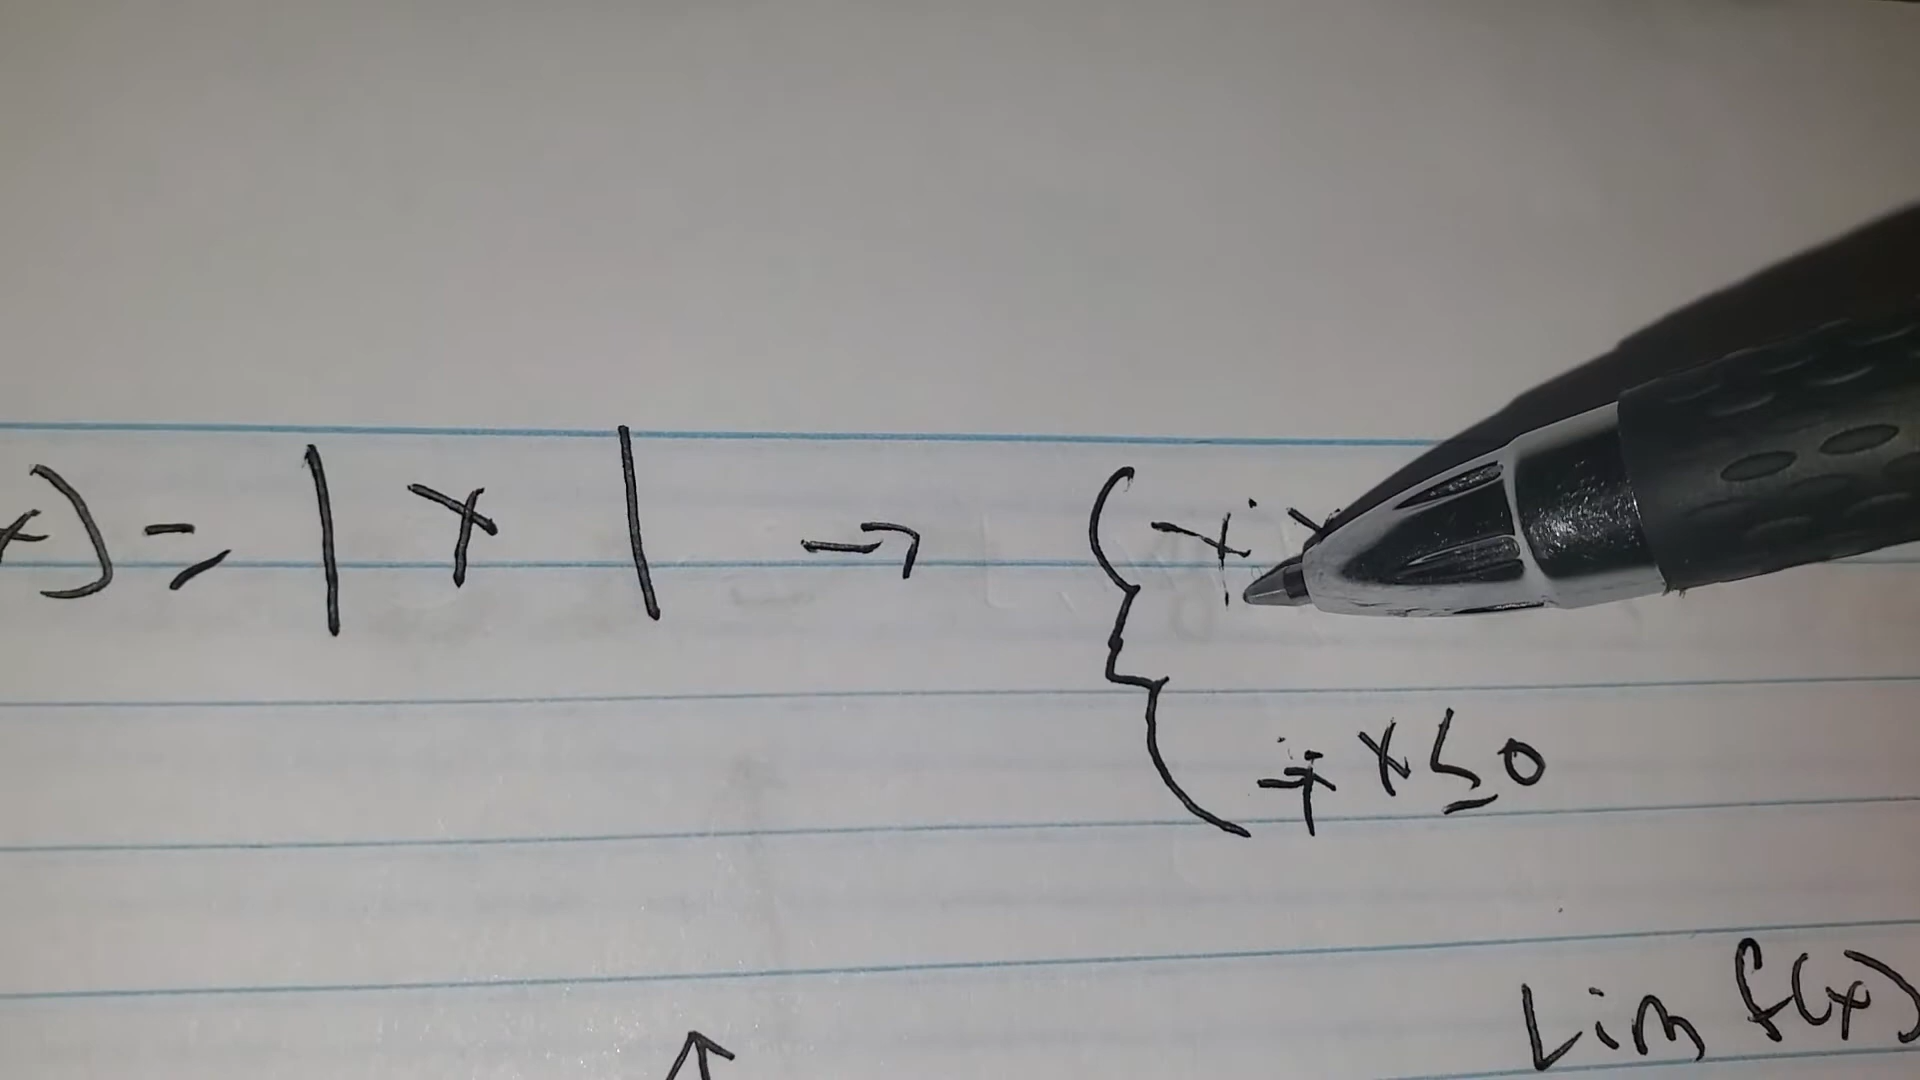 x) = | x | → { x x
-x x ≤ 0
Lim f(x)